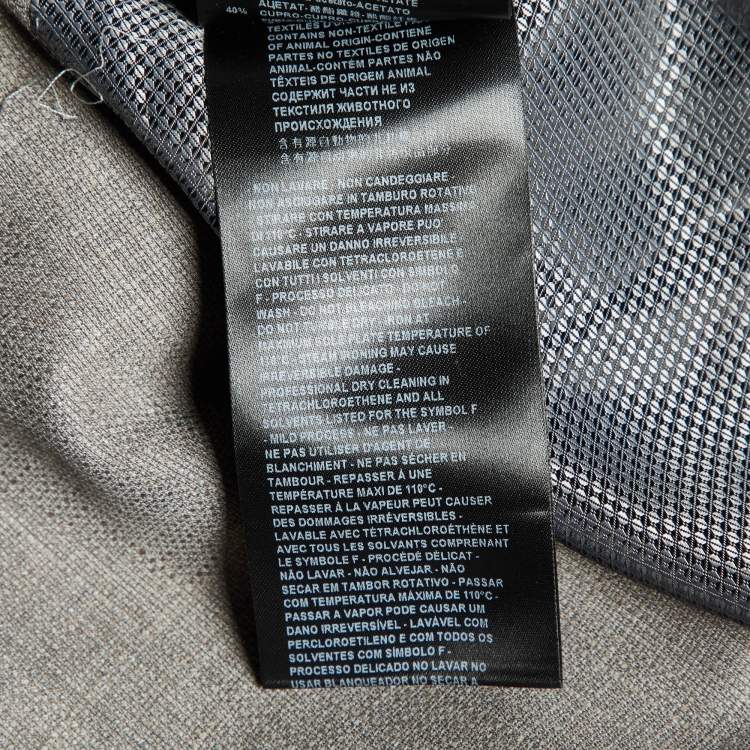 40%
CUPRO-CUPRO
TEXTILES
CONTAINS NON-TEXTILE
OF ANIMAL ORIGIN-CONTIENE
PARTES NO TEXTILES DE ORIGEN
ANIMAL-CONTÉM PARTES NÃO
TÊXTEIS DE ORIGEM ANIMAL
СОДЕРЖИТ ЧАСТИ НЕ ИЗ
ТЕКСТИЛЯ ЖИВОТНОГО
ПРОИСХОЖДЕНИЯ
NON LAVARE - NON CANDEGGIARE
NON ASCIUGARE IN TAMBURO ROTATIVO
STIRARE CON TEMPERATURA MASSIMA
DI 110°C - STIRARE A VAPORE PUO
CAUSARE UN DANNO IRREVERSIBILE
LAVABILE CON TETRACLOROETENE E
CON TUTTI I SOLVENTI CON SIMBOLO
F - PROCESSO DELICATO - DO NOT
WASH - DO NOT BLEACH -
DO NOT TUMBLE DRY - IRON AT
MAXIMUM SOLE PLATE TEMPERATURE OF
110°C - STEAM IRONING MAY CAUSE
IRREVERSIBLE DAMAGE -
PROFESSIONAL DRY CLEANING IN
TETRACHLOROETHENE AND ALL
SOLVENTS LISTED FOR THE SYMBOL F
- MILD PROCESS - NE PAS LAVER -
NE PAS UTILISER D'AGENT DE
BLANCHIMENT - NE PAS SÉCHER EN
TAMBOUR - REPASSER À UNE
TEMPÉRATURE MAXI DE 110°C -
REPASSER À LA VAPEUR PEUT CAUSER
DES DOMMAGES IRRÉVERSIBLES -
LAVABLE AVEC TÉTRACHLOROÉTHÈNE ET
AVEC TOUS LES SOLVANTS COMPRENANT
LE SYMBOLE F - PROCÉDÉ DÉLICAT -
NÃO LAVAR - NÃO ALVEJAR - NÃO
SECAR EM TAMBOR ROTATIVO - PASSAR
COM TEMPERATURA MÁXIMA DE 110°C -
PASSAR A VAPOR PODE CAUSAR UM
DANO IRREVERSÍVEL - LAVÁVEL COM
PERCLOROETILENO E COM TODOS OS
SOLVENTES COM SÍMBOLO F -
PROCESSO DELICADO NO LAVAR NO
USAR BLANQUEADOR NO SECAR A